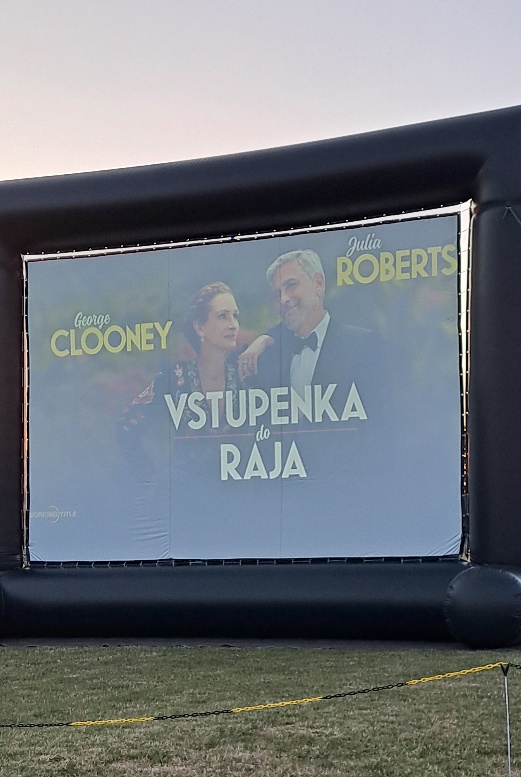 George
CLOONEY
Julia
ROBERTS
VSTUPENKA
do
RAJA